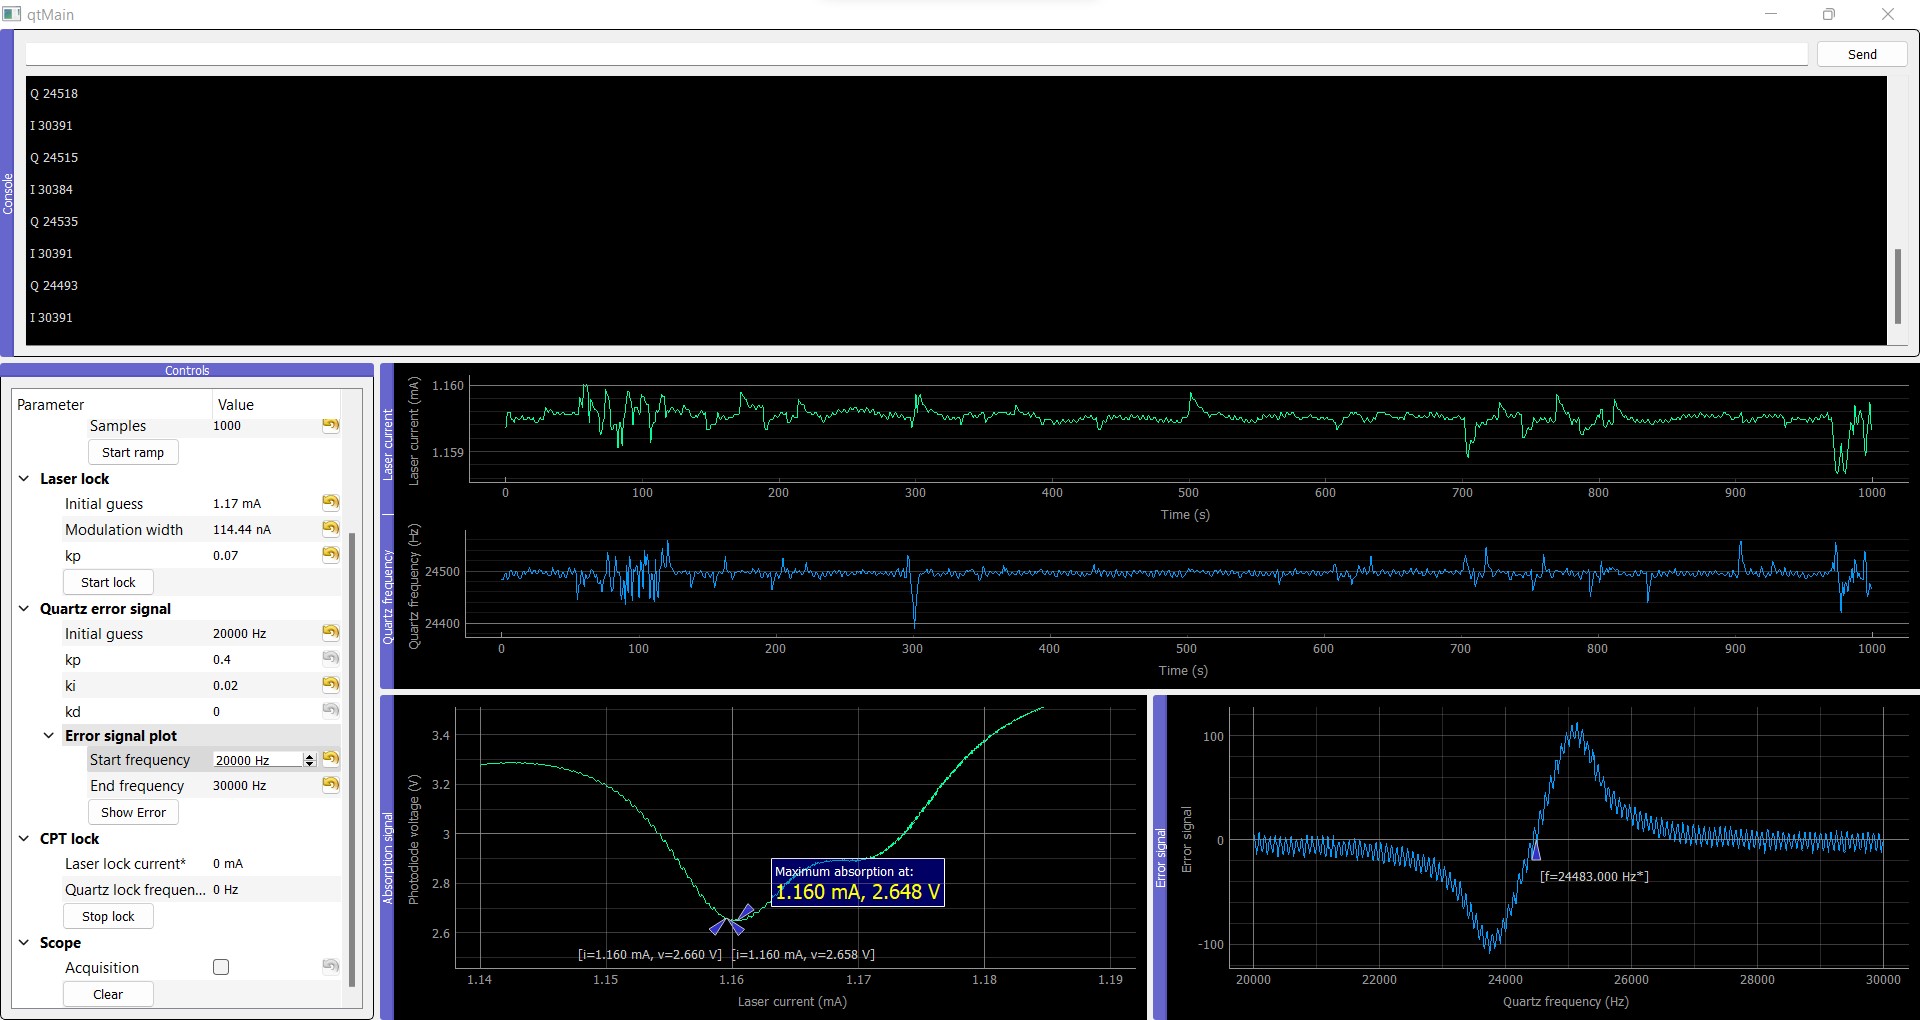 qtMain
Send
Console
Q 24518
I 30391
Q 24515
I 30384
Q 24535
I 30391
Q 24493
I 30391
Controls
Parameter Value
Samples 1000
Start ramp
Laser lock
Initial guess 1.17 mA
Modulation width 114.44 nA
kp 0.07
Start lock
Quartz error signal
Initial guess 20000 Hz
kp 0.4
ki 0.02
kd 0
Error signal plot
Start frequency 20000 Hz
End frequency 30000 Hz
Show Error
CPT lock
Laser lock current* 0 mA
Quartz lock frequen... 0 Hz
Stop lock
Scope
Acquisition
Clear
Laser current
Laser current (mA)
1.160
1.159
0 100 200 300 400 500 600 700 800 900 1000
Time (s)
Quartz frequency
Quartz frequency (Hz)
24500
24400
0 100 200 300 400 500 600 700 800 900 1000
Time (s)
Absorption signal
Photodiode voltage (V)
3.4
3.2
3
2.8
2.6
Maximum absorption at:
1.160 mA, 2.648 V
[i=1.160 mA, v=2.660 V] [i=1.160 mA, v=2.658 V]
1.14 1.15 1.16 1.17 1.18 1.19
Laser current (mA)
Error signal
Error signal
100
0
-100
[f=24483.000 Hz*]
20000 22000 24000 26000 28000 30000
Quartz frequency (Hz)